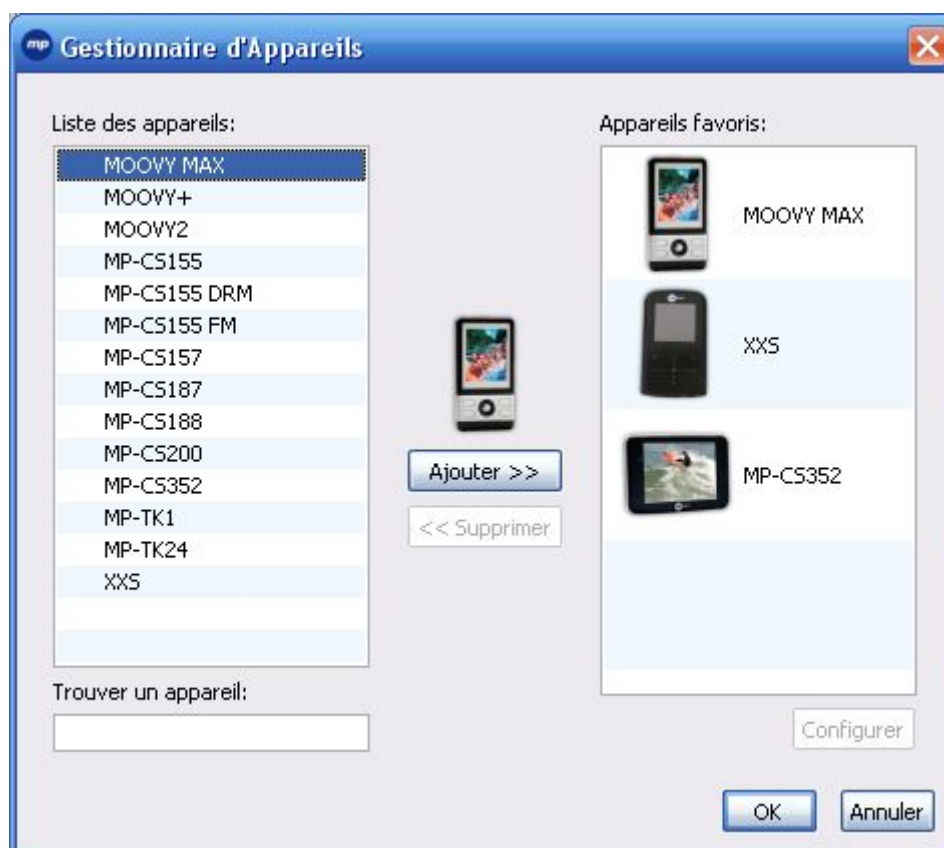 mp Gestionnaire d'Appareils
Liste des appareils:
MOOVY MAX
MOOVY+
MOOVY2
MP-CS155
MP-CS155 DRM
MP-CS155 FM
MP-CS157
MP-CS187
MP-CS188
MP-CS200
MP-CS352
MP-TK1
MP-TK24
XXS
Trouver un appareil:
Ajouter >>
<< Supprimer
Appareils favoris:
MOOVY MAX
XXS
MP-CS352
Configurer
OK
Annuler